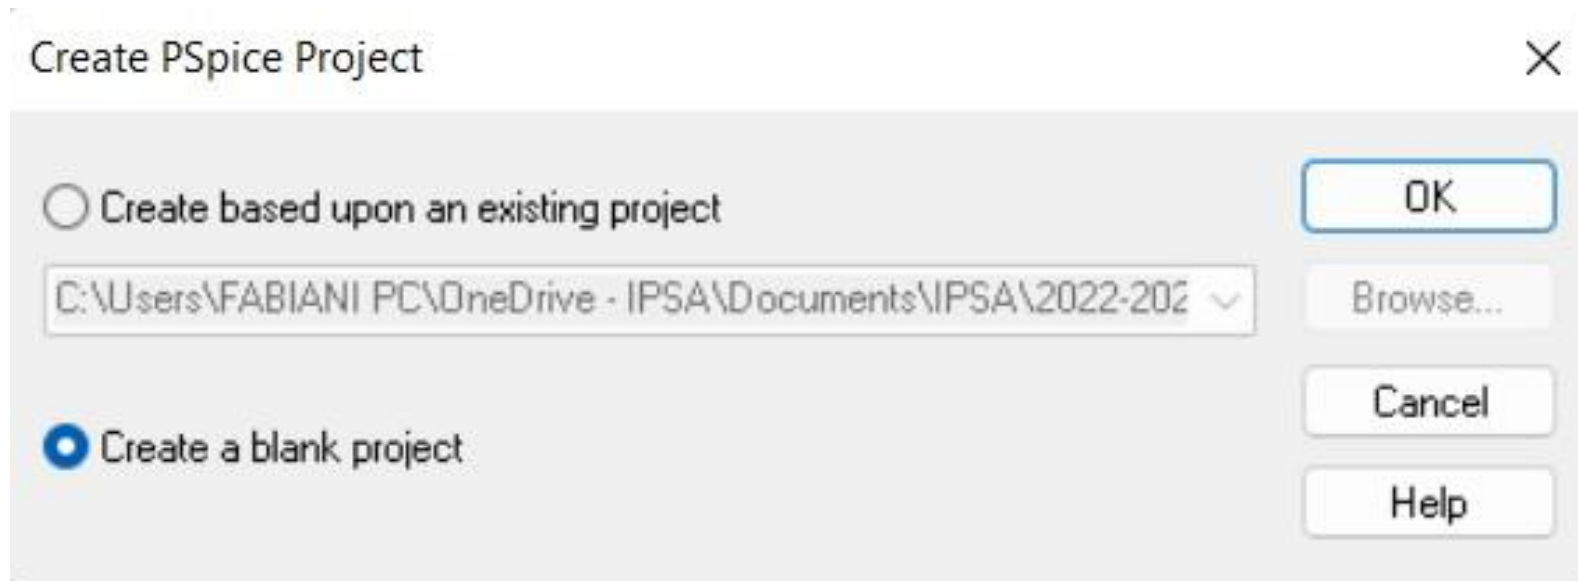 Create PSpice Project
Create based upon an existing project
OK
C:\Users\FABIANI PC\OneDrive - IPSA\Documents\IPSA\2022-202
Browse...
Cancel
Create a blank project
Help